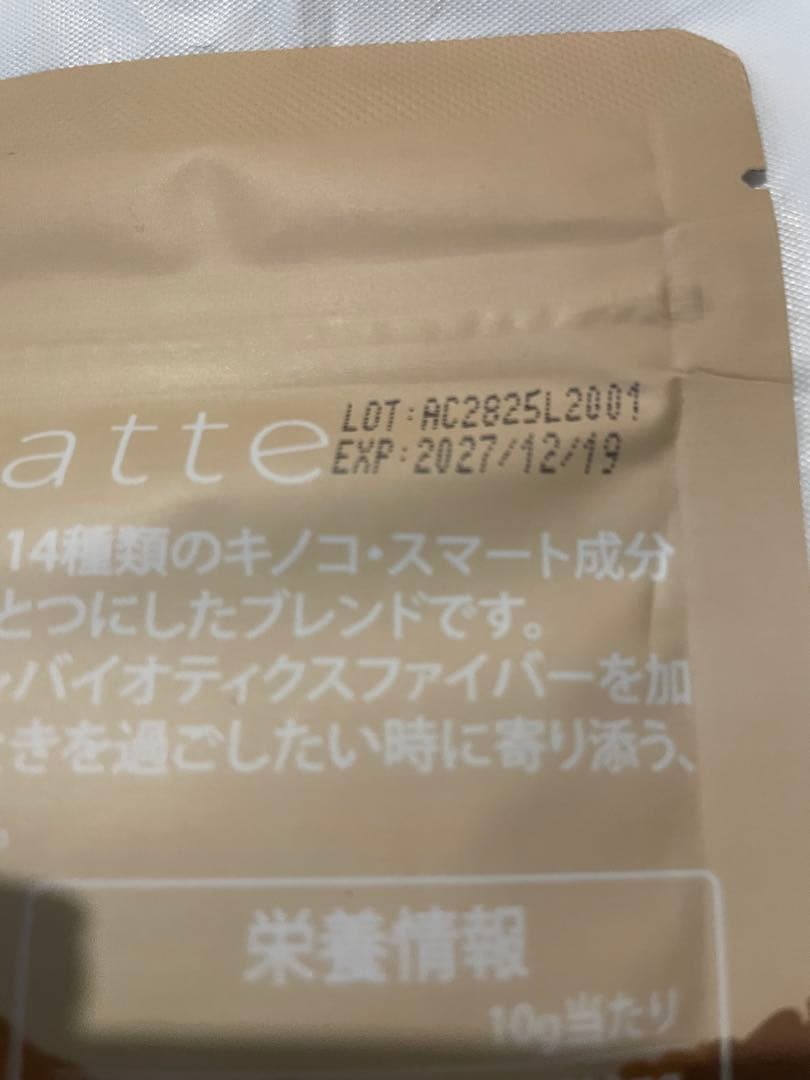 LOT:AC2825L2001
atte
EXP:2027/12/19
14種類のキノコ・スマート成分
とつにしたブレンドです。
バイオティクスファイバーを加
ときを過ごしたい時に寄り添う、
。
栄養情報
10g当たり